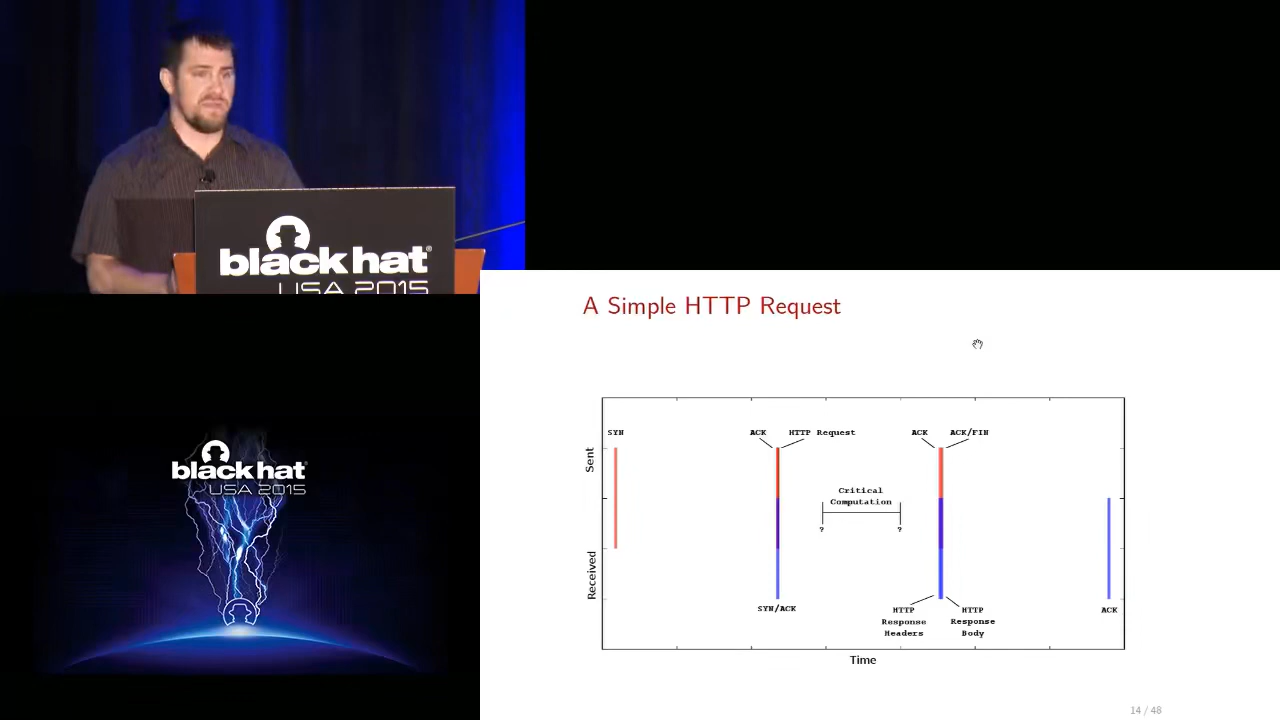 black hat
USA 2015
A Simple HTTP Request
SYN
ACK
HTTP Request
ACK
ACK/FIN
Sent
Critical
Computation
?
?
Received
SYN/ACK
HTTP
Response
Headers
HTTP
Response
Body
ACK
Time
black hat
USA 2015
14 / 48